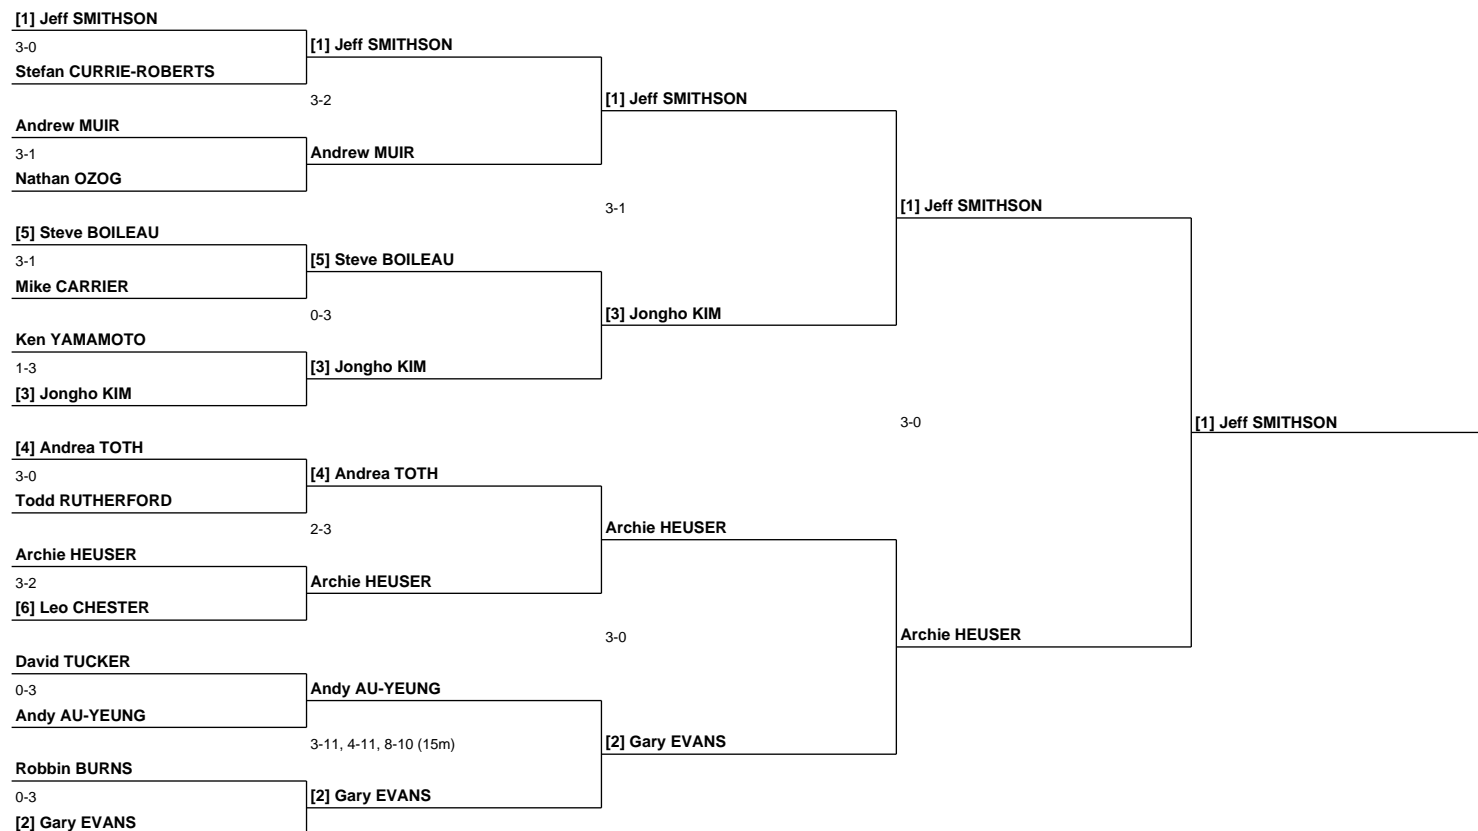 [1] Jeff SMITHSON
3-0
Stefan CURRIE-ROBERTS
Andrew MUIR
3-1
Nathan OZOG
[5] Steve BOILEAU
3-1
Mike CARRIER
Ken YAMAMOTO
1-3
[3] Jongho KIM
[4] Andrea TOTH
3-0
Todd RUTHERFORD
Archie HEUSER
3-2
[6] Leo CHESTER
David TUCKER
0-3
Andy AU-YEUNG
Robbin BURNS
0-3
[2] Gary EVANS
[1] Jeff SMITHSON
3-2
Andrew MUIR
[5] Steve BOILEAU
0-3
[3] Jongho KIM
[4] Andrea TOTH
2-3
Archie HEUSER
Andy AU-YEUNG
3-11, 4-11, 8-10 (15m)
[2] Gary EVANS
[1] Jeff SMITHSON
3-1
[3] Jongho KIM
Archie HEUSER
3-0
[2] Gary EVANS
[1] Jeff SMITHSON
3-0
Archie HEUSER
[1] Jeff SMITHSON